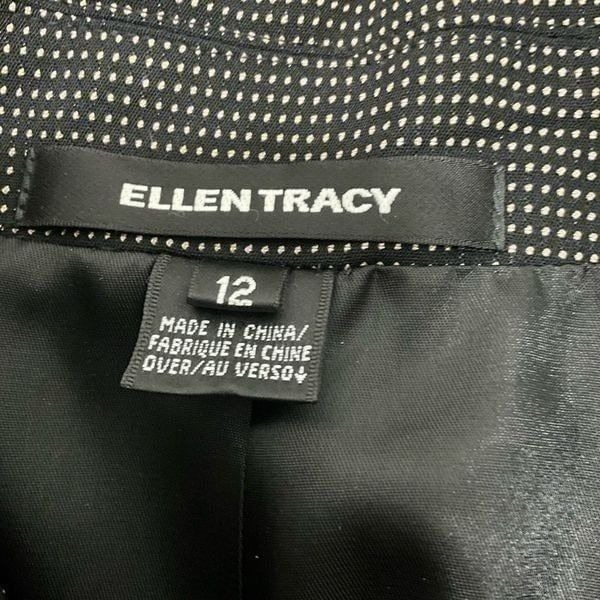 ELLEN TRACY
12
MADE IN CHINA/
FABRIQUE EN CHINE
OVER/AU VERSO↓